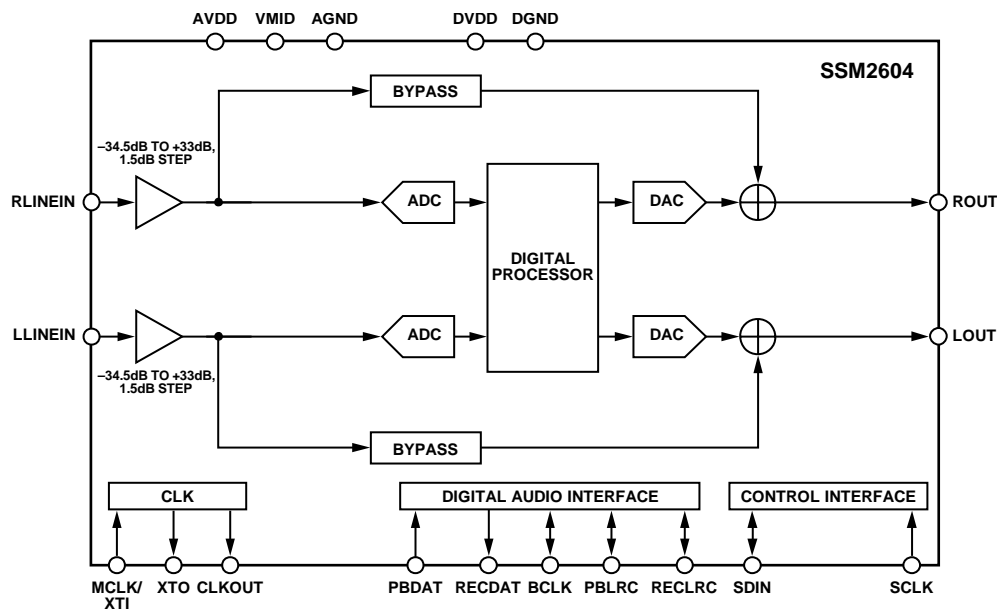 AVDD VMID AGND DVDD DGND
SSM2604
BYPASS
–34.5dB TO +33dB,
1.5dB STEP
RLINEIN
ADC
DAC
ROUT
DIGITAL
PROCESSOR
LLINEIN
ADC
DAC
LOUT
–34.5dB TO +33dB,
1.5dB STEP
BYPASS
CLK
DIGITAL AUDIO INTERFACE
CONTROL INTERFACE
MCLK/
XTI
XTO CLKOUT
PBDAT RECDAT BCLK PBLRC RECLRC SDIN SCLK